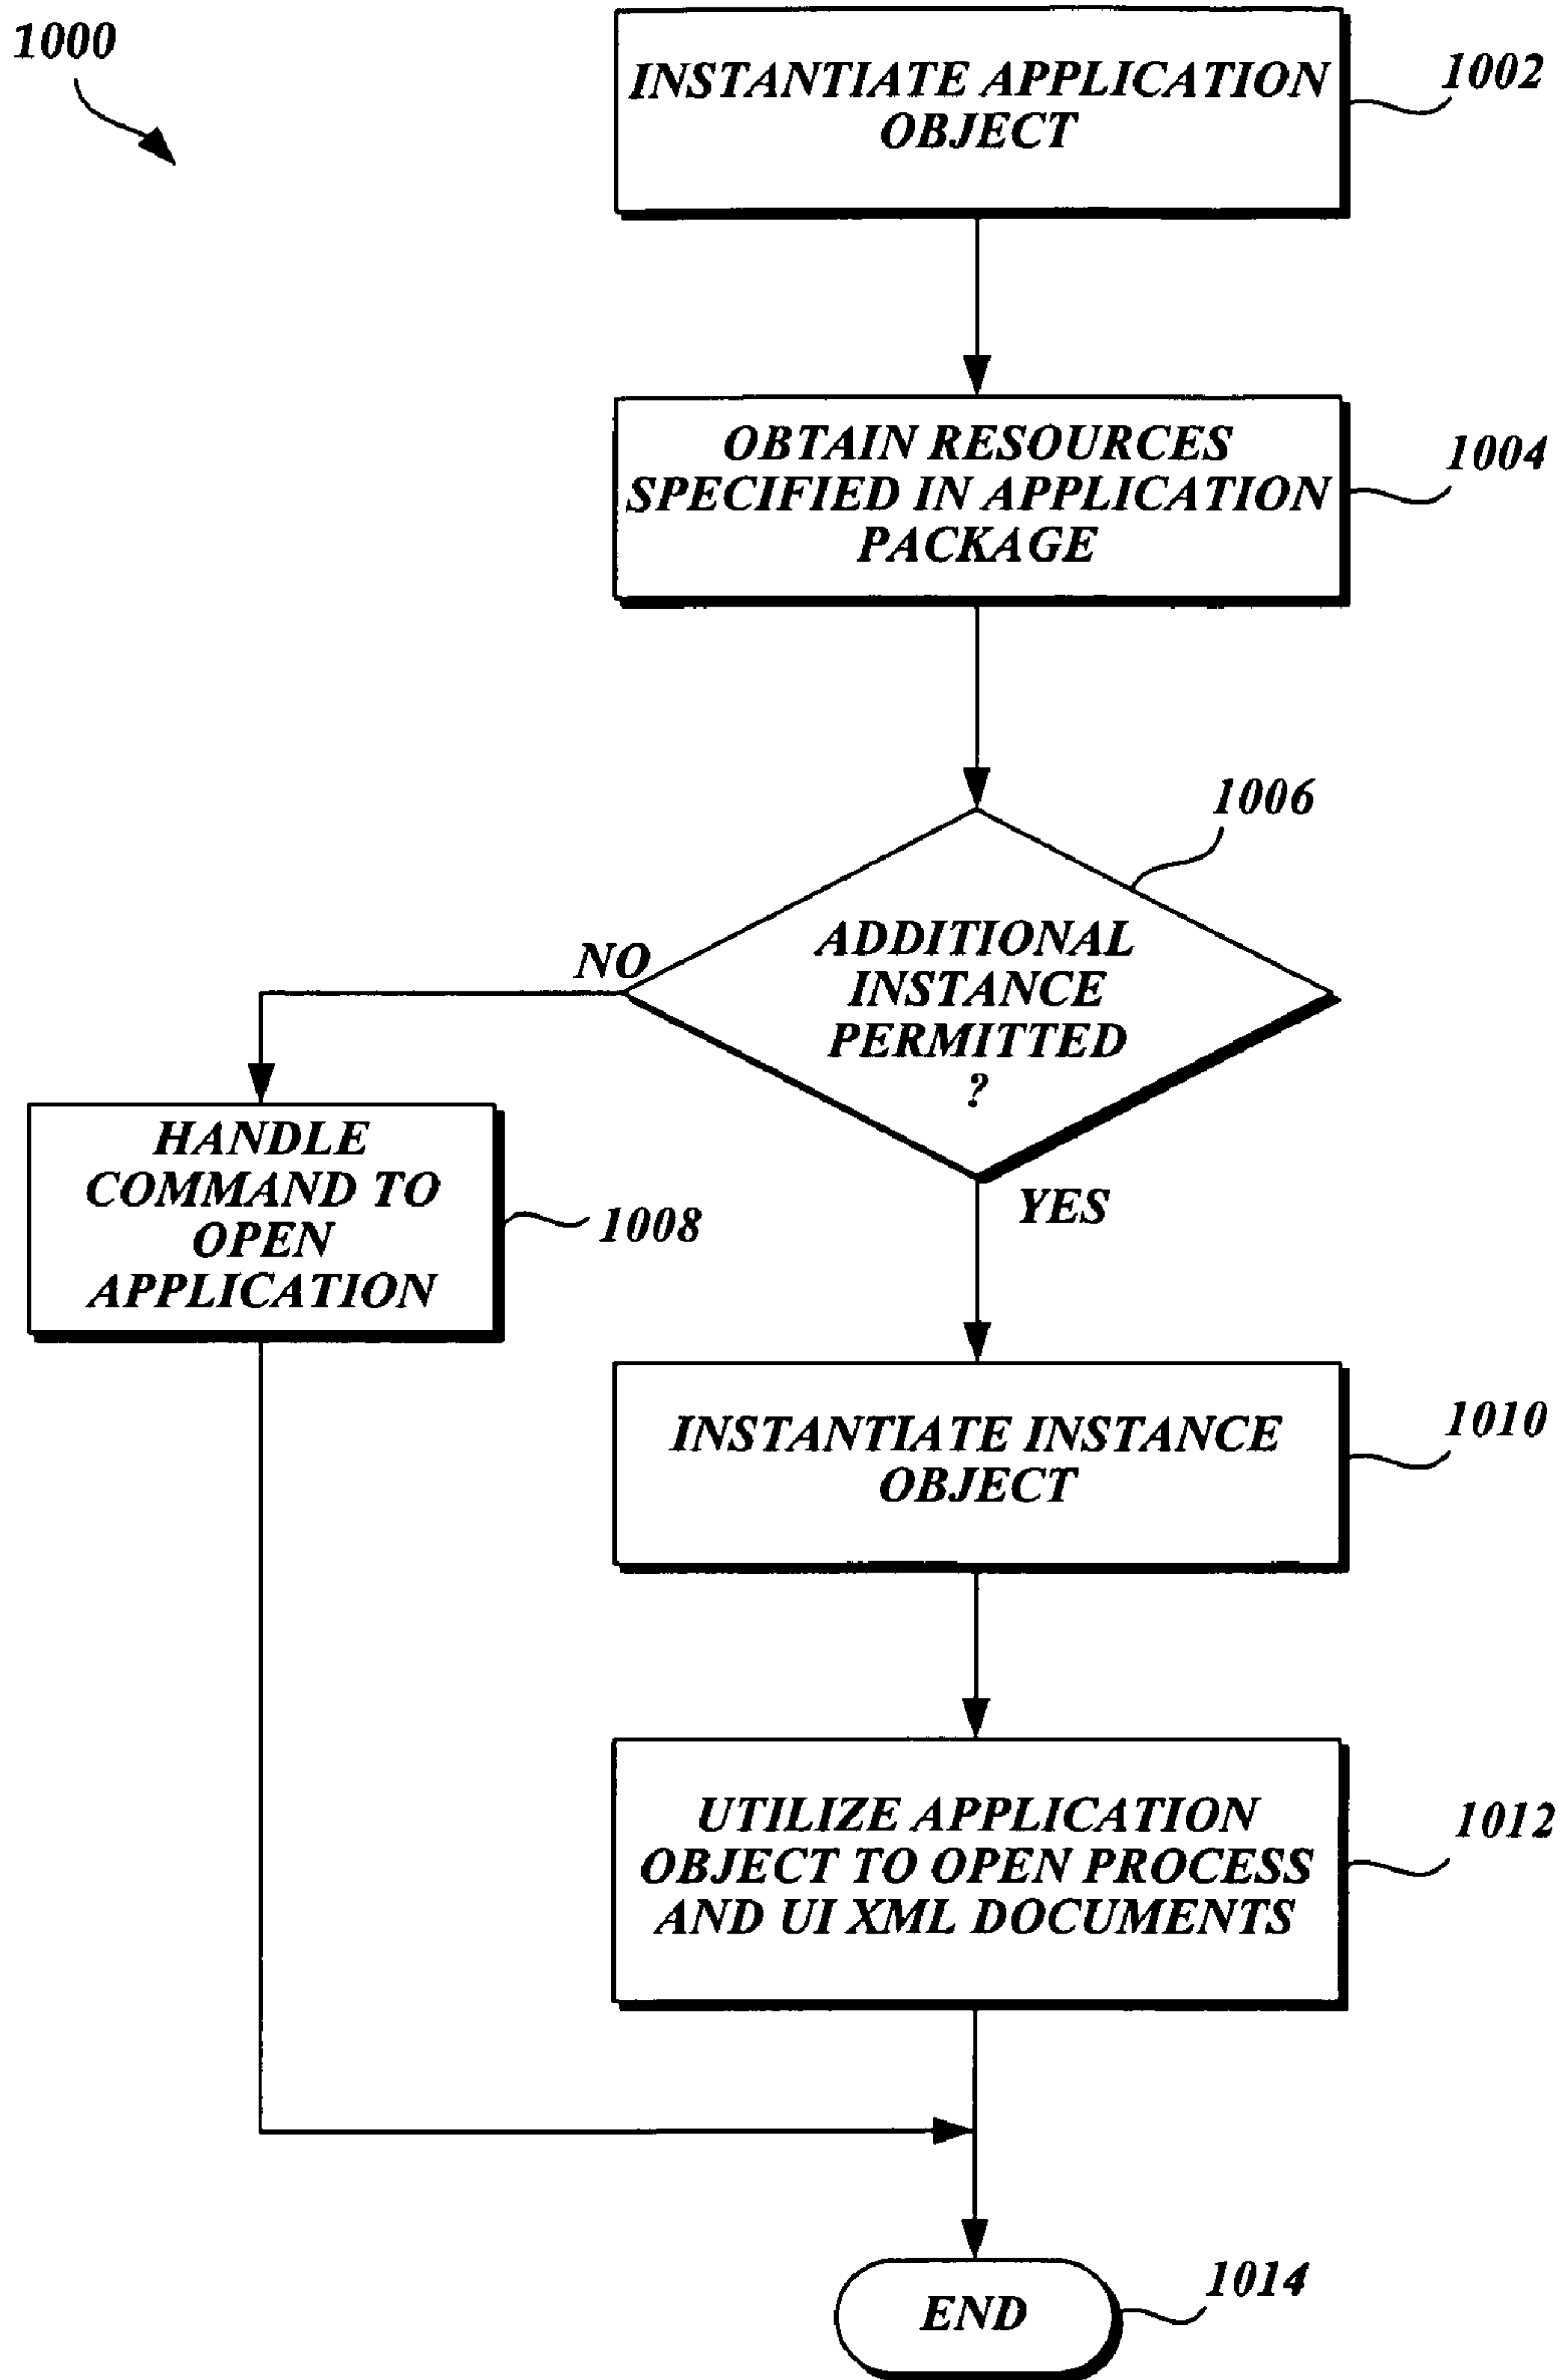 1000
INSTANTIATE APPLICATION
OBJECT
1002
OBTAIN RESOURCES
SPECIFIED IN APPLICATION
PACKAGE
1004
1006
ADDITIONAL
INSTANCE
PERMITTED
?
NO
YES
HANDLE
COMMAND TO
OPEN
APPLICATION
1008
INSTANTIATE INSTANCE
OBJECT
1010
UTILIZE APPLICATION
OBJECT TO OPEN PROCESS
AND UI XML DOCUMENTS
1012
END
1014